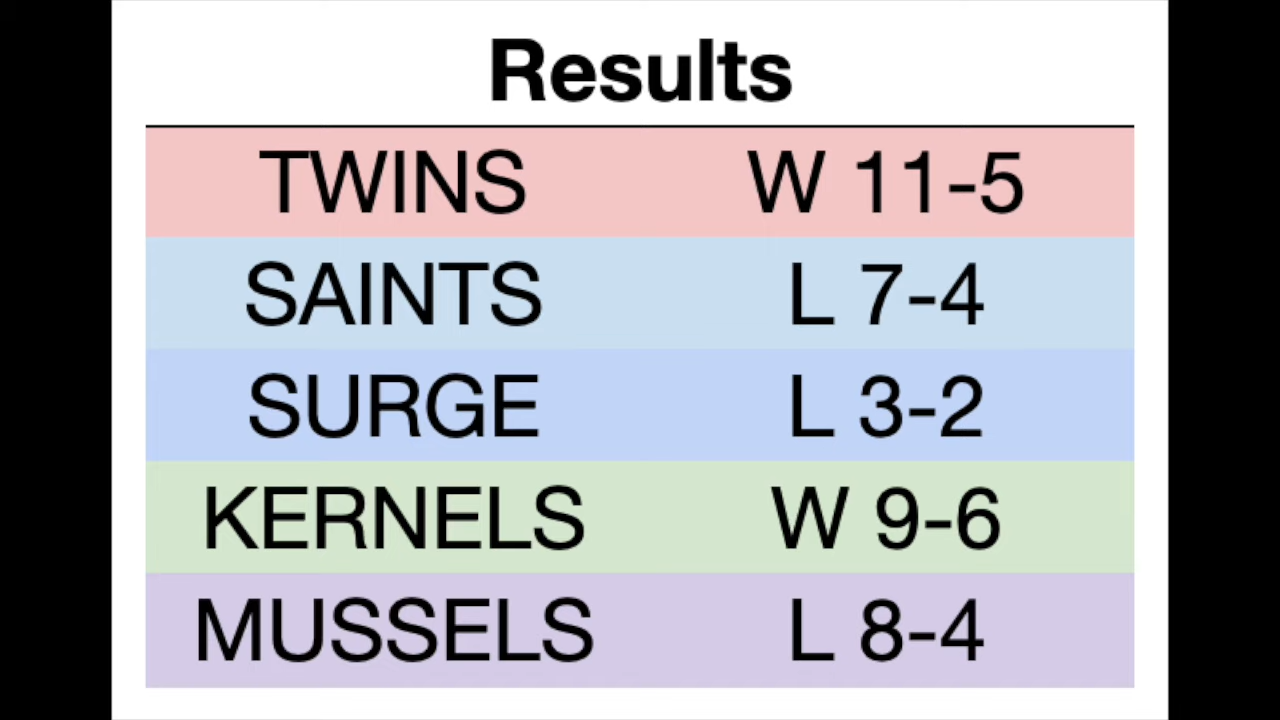 Results
TWINS W 11-5
SAINTS L 7-4
SURGE L 3-2
KERNELS W 9-6
MUSSELS L 8-4